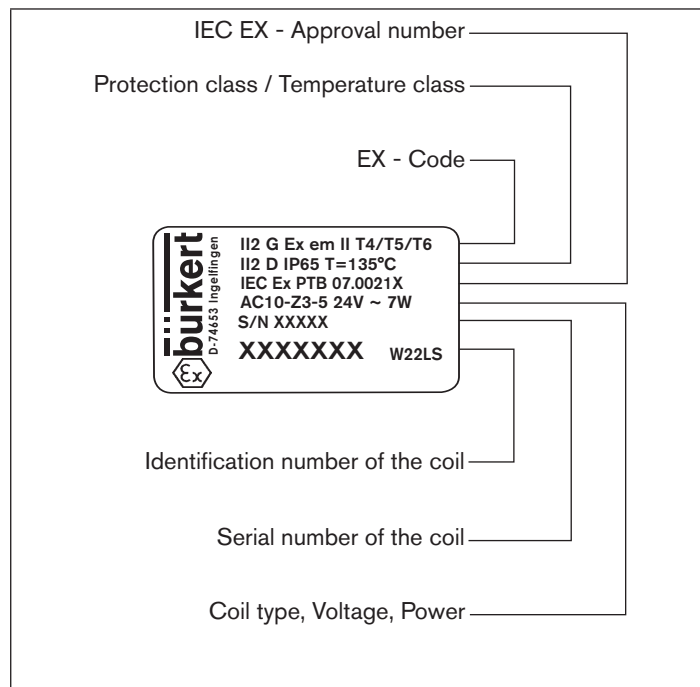 IEC EX - Approval number
Protection class / Temperature class
EX - Code
burkert
D-74653 Ingelfingen
Ex
II2 G Ex em II T4/T5/T6
II2 D IP65 T=135°C
IEC Ex PTB 07.0021X
AC10-Z3-5 24V ~ 7W
S/N XXXXX
XXXXXXX W22LS
Identification number of the coil
Serial number of the coil
Coil type, Voltage, Power